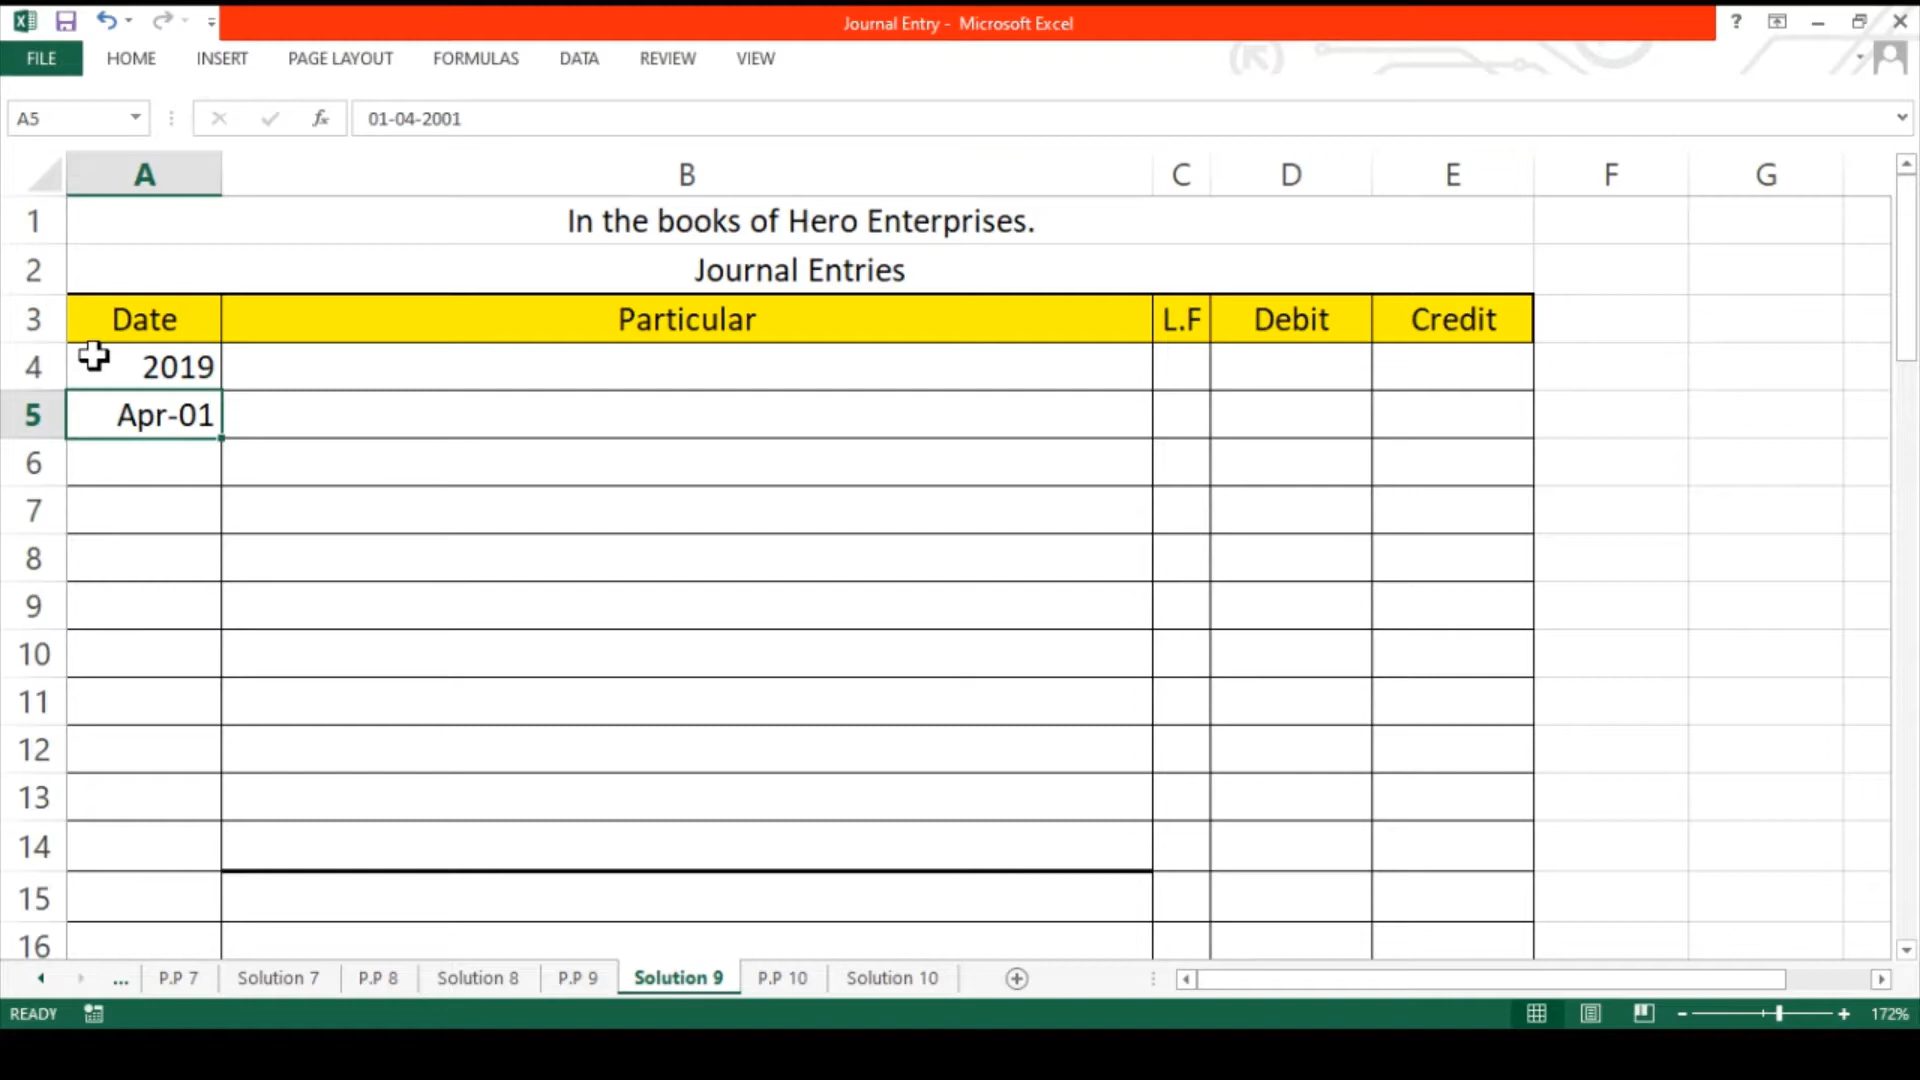 Journal Entry - Microsoft Excel
?
FILE HOME INSERT PAGE LAYOUT FORMULAS DATA REVIEW VIEW
A5 fx 01-04-2001
A B C D E F G
1 In the books of Hero Enterprises.
2 Journal Entries
3 Date Particular L.F Debit Credit
4 2019
5 Apr-01
6
7
8
9
10
11
12
13
14
15
16
... P.P 7 Solution 7 P.P 8 Solution 8 P.P 9 Solution 9 P.P 10 Solution 10
READY 172%